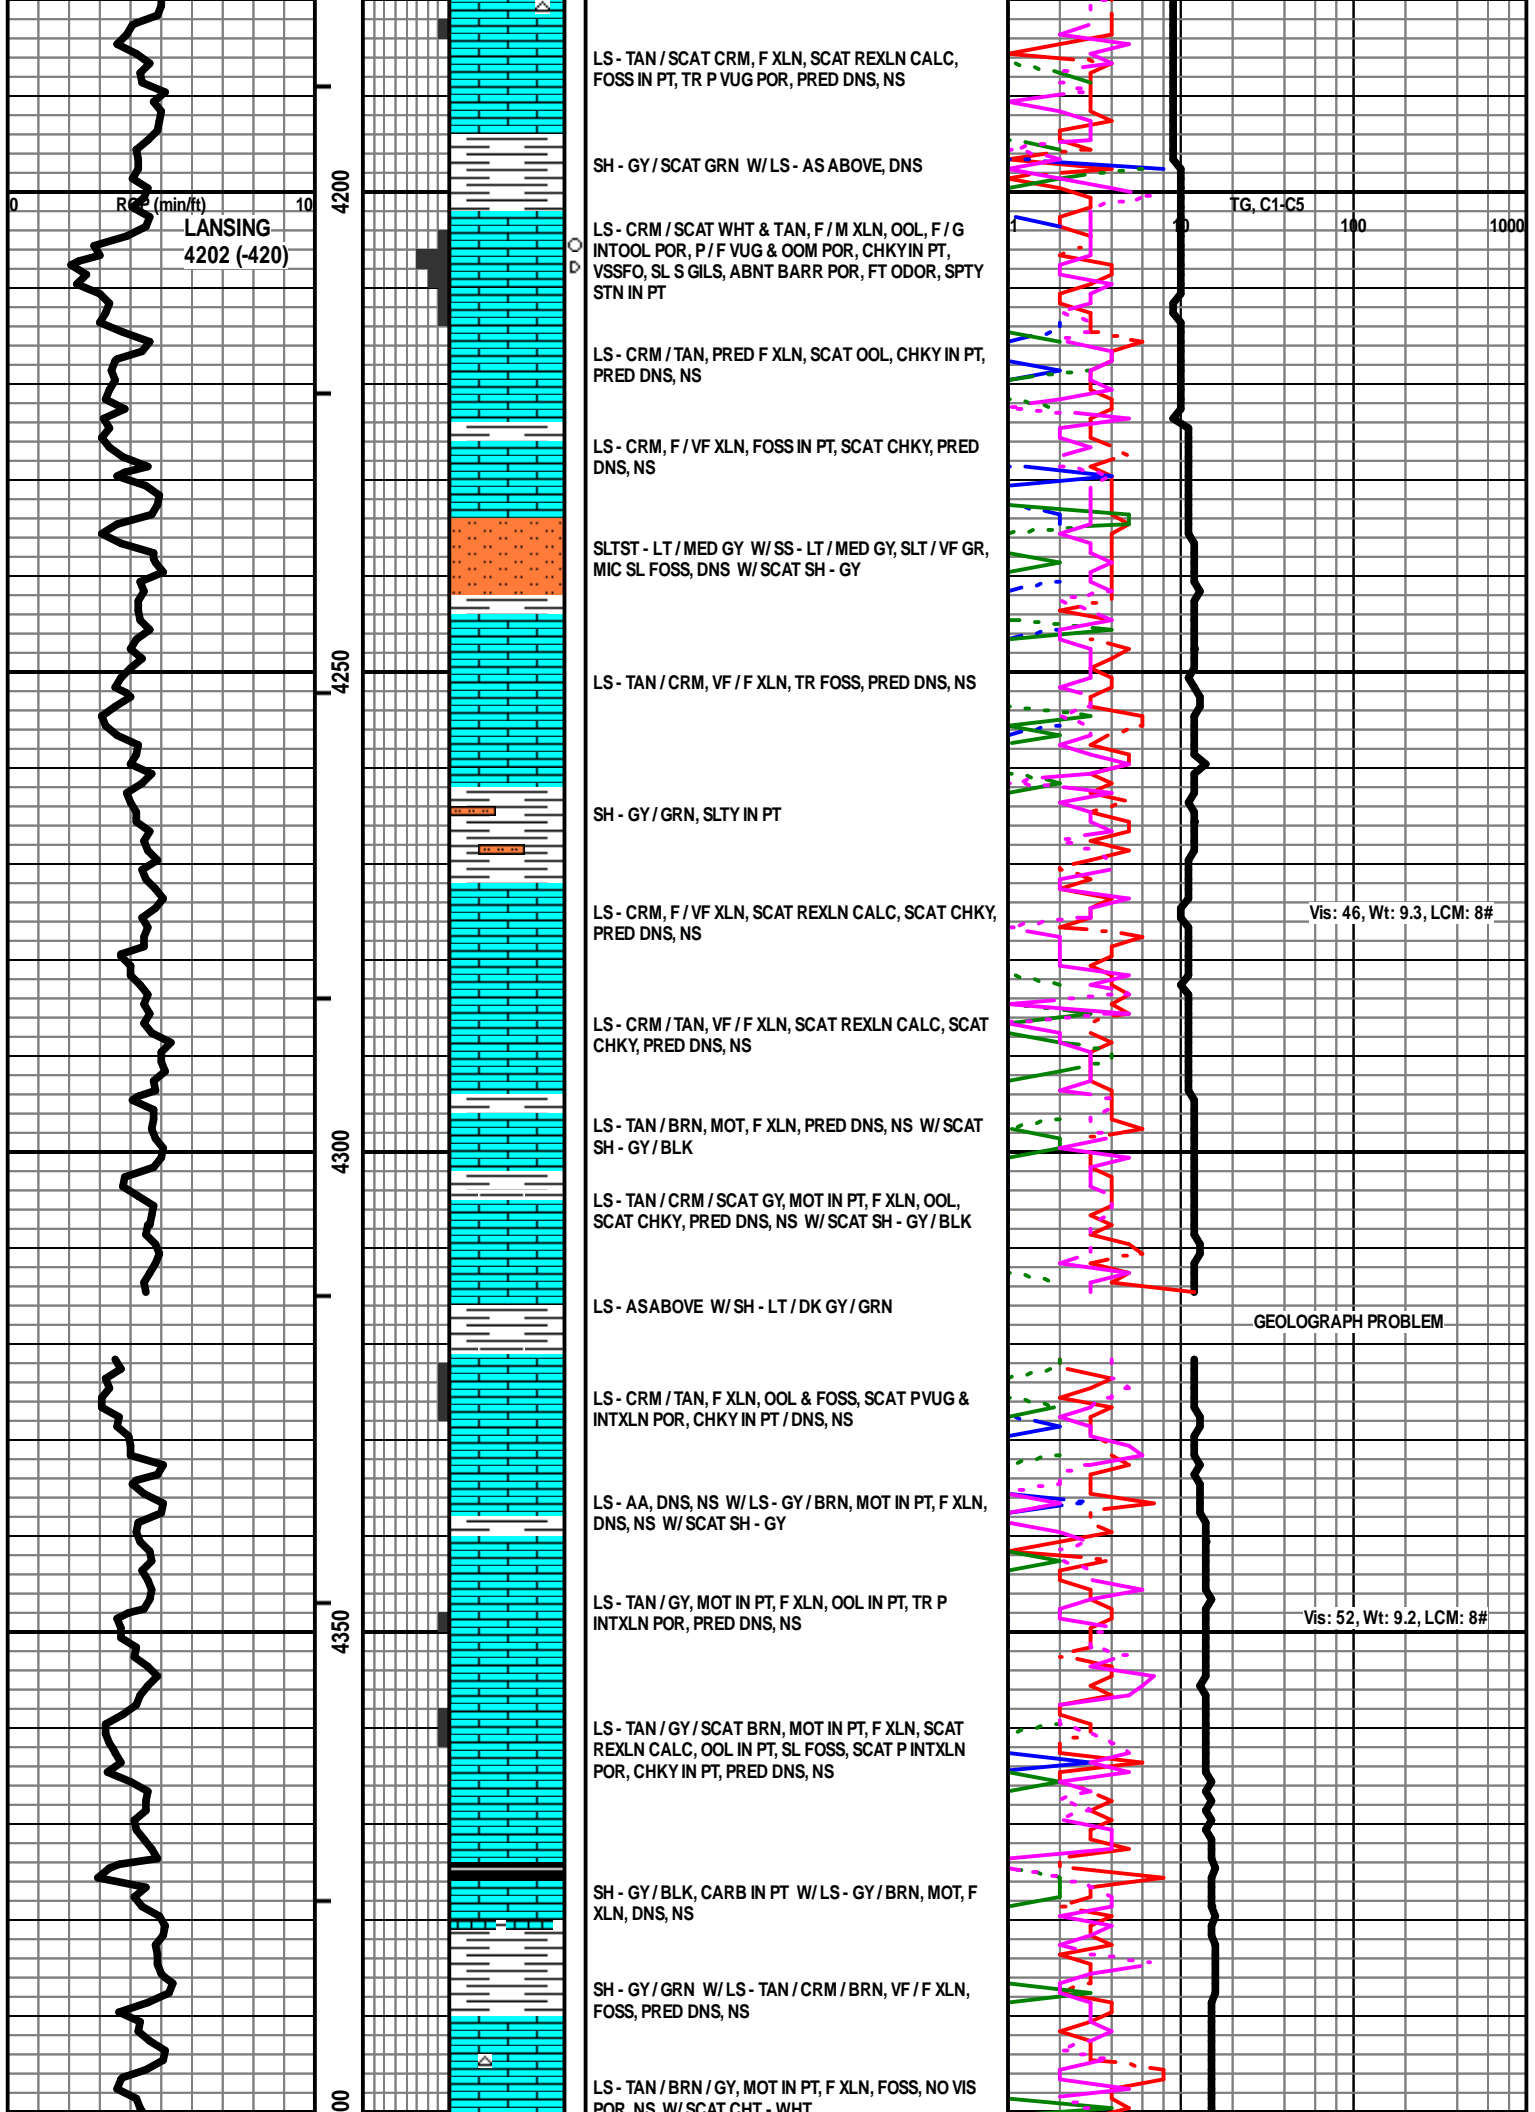 LS - TAN / SCAT CRM, F XLN, SCAT REXLN CALC,
FOSS IN PT, TR P VUG POR, PRED DNS, NS
SH - GY / SCAT GRN W/ LS - AS ABOVE, DNS
4200
0 ROP (min/ft) 10
LANSING
4202 (-420)
TG, C1-C5
1 10 100 1000
LS - CRM / SCAT WHT & TAN, F / M XLN, OOL, F / G
INTOOL POR, P / F VUG & OOM POR, CHKY IN PT,
VSSFO, SL S GILS, ABNT BARR POR, FT ODOR, SPTY
STN IN PT
LS - CRM / TAN, PRED F XLN, SCAT OOL, CHKY IN PT,
PRED DNS, NS
LS - CRM, F / VF XLN, FOSS IN PT, SCAT CHKY, PRED
DNS, NS
SLTST - LT / MED GY W/ SS - LT / MED GY, SLT / VF GR,
MIC SL FOSS, DNS W/ SCAT SH - GY
4250
LS - TAN / CRM, VF / F XLN, TR FOSS, PRED DNS, NS
SH - GY / GRN, SLTY IN PT
LS - CRM, F / VF XLN, SCAT REXLN CALC, SCAT CHKY,
PRED DNS, NS
Vis: 46, Wt: 9.3, LCM: 8#
LS - CRM / TAN, VF / F XLN, SCAT REXLN CALC, SCAT
CHKY, PRED DNS, NS
LS - TAN / BRN, MOT, F XLN, PRED DNS, NS W/ SCAT
SH - GY / BLK
4300
LS - TAN / CRM / SCAT GY, MOT IN PT, F XLN, OOL,
SCAT CHKY, PRED DNS, NS W/ SCAT SH - GY / BLK
LS - AS ABOVE W/ SH - LT / DK GY / GRN
GEOLOGRAPH PROBLEM
LS - CRM / TAN, F XLN, OOL & FOSS, SCAT P VUG &
INTXLN POR, CHKY IN PT / DNS, NS
LS - AA, DNS, NS W/ LS - GY / BRN, MOT IN PT, F XLN,
DNS, NS W/ SCAT SH - GY
LS - TAN / GY, MOT IN PT, F XLN, OOL IN PT, TR P
INTXLN POR, PRED DNS, NS
4350
Vis: 52, Wt: 9.2, LCM: 8#
LS - TAN / GY / SCAT BRN, MOT IN PT, F XLN, SCAT
REXLN CALC, OOL IN PT, SL FOSS, SCAT P INTXLN
POR, CHKY IN PT, PRED DNS, NS
SH - GY / BLK, CARB IN PT W/ LS - GY / BRN, MOT, F
XLN, DNS, NS
SH - GY / GRN W/ LS - TAN / CRM / BRN, VF / F XLN,
FOSS, PRED DNS, NS
LS - TAN / BRN / GY, MOT IN PT, F XLN, FOSS, NO VIS
POR, NS W/ SCAT CHT - WHT
00